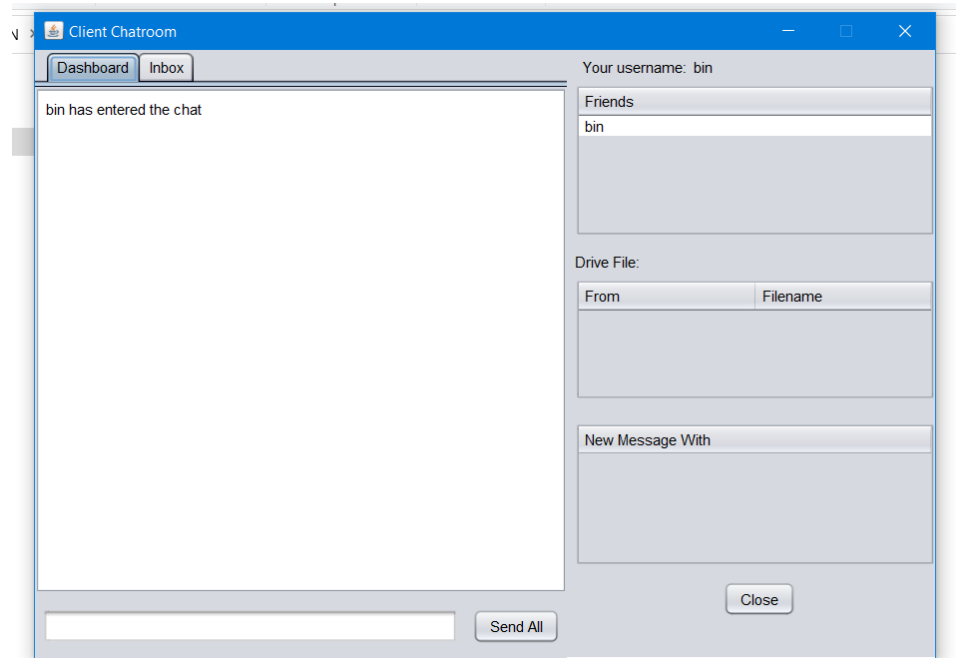 Client Chatroom
Dashboard Inbox
bin has entered the chat
Send All
Your username: bin
Friends
bin
Drive File:
From Filename
New Message With
Close